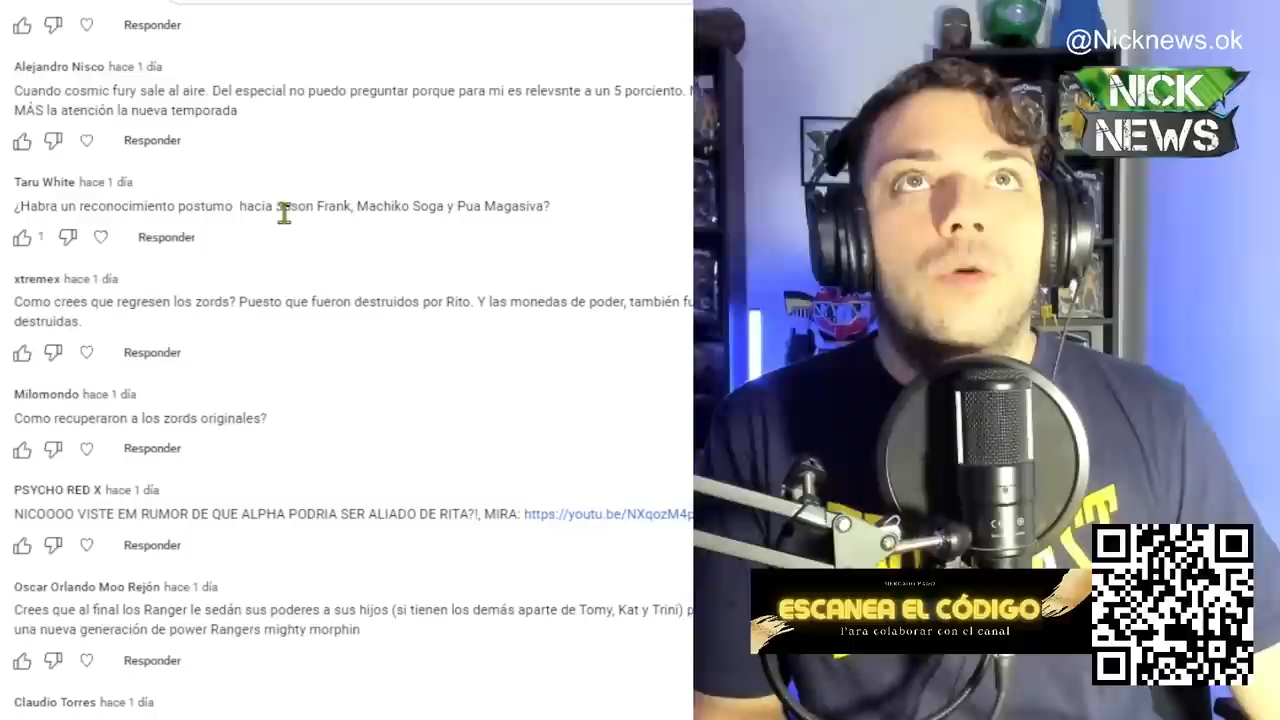 Responder
Alejandro Nisco hace 1 día
Cuando cosmic fury sale al aire. Del especial no puedo preguntar porque para mi es relevsnte a un 5 porciento.
MÁS la atención la nueva temporada
Responder
Taru White hace 1 día
¿Habra un reconocimiento postumo hacia Jason Frank, Machiko Soga y Pua Magasiva?
1
Responder
xtremex hace 1 día
Como crees que regresen los zords? Puesto que fueron destruidos por Rito. Y las monedas de poder, también fu
destruidas.
Responder
Milomondo hace 1 día
Como recuperaron a los zords originales?
Responder
PSYCHO RED X hace 1 día
NICOOOO VISTE EM RUMOR DE QUE ALPHA PODRIA SER ALIADO DE RITA?!, MIRA: https://youtu.be/NXqozM4p
Responder
Oscar Orlando Moo Rejón hace 1 día
Crees que al final los Ranger le sedán sus poderes a sus hijos (si tienen los demás aparte de Tomy, Kat y Trini) p
una nueva generación de power Rangers mighty morphin
Responder
Claudio Torres hace 1 día
@Nicknews.ok
NICK
NEWS
MERCADO PAGO
ESCANEA EL CÓDIGO
Para colaborar con el canal